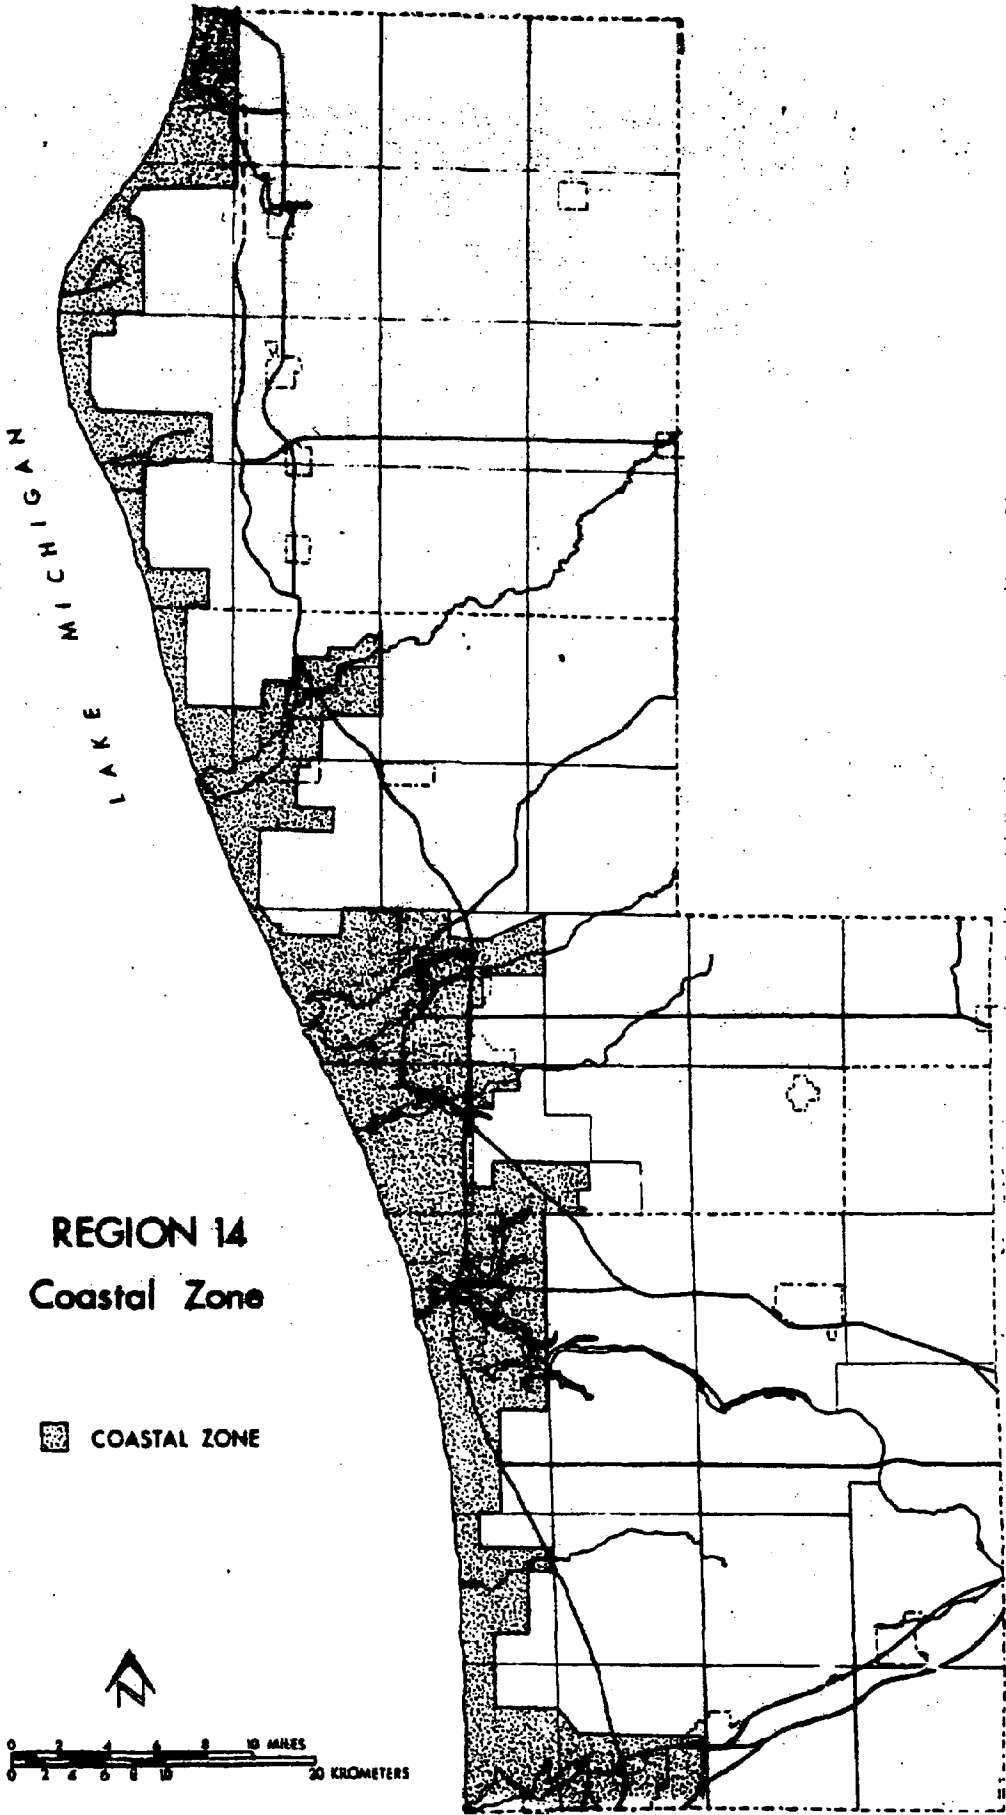 LAKE MICHIGAN
REGION 14
Coastal Zone
COASTAL ZONE
N
0 2 4 6 8 10 MILES
0 2 4 6 8 10 20 KILOMETERS